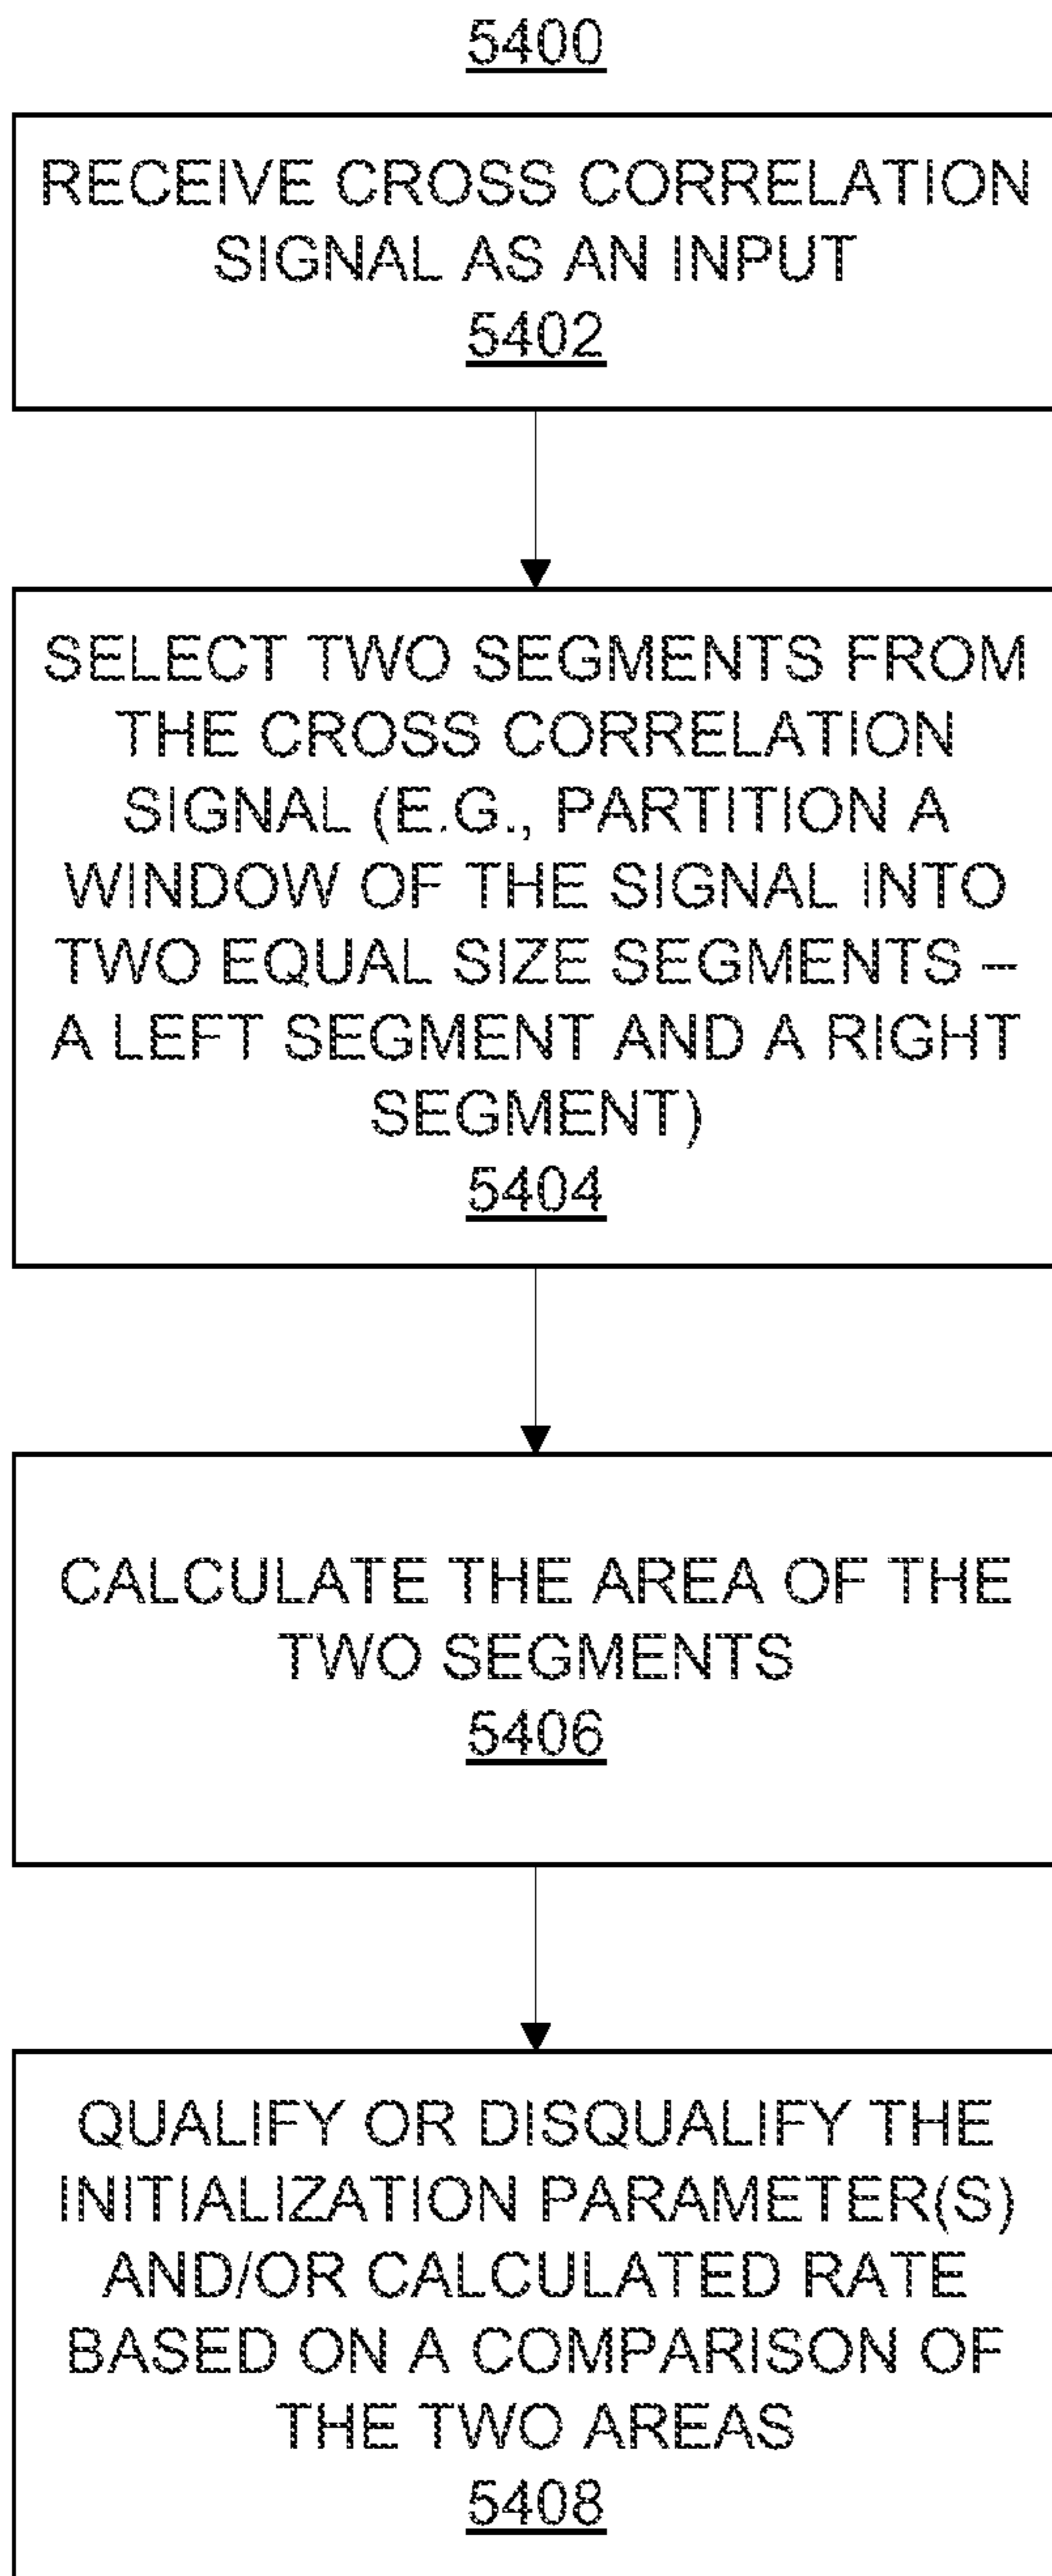 5400
RECEIVE CROSS CORRELATION
SIGNAL AS AN INPUT
5402
SELECT TWO SEGMENTS FROM
THE CROSS CORRELATION
SIGNAL (E.G., PARTITION A
WINDOW OF THE SIGNAL INTO
TWO EQUAL SIZE SEGMENTS –
A LEFT SEGMENT AND A RIGHT
SEGMENT)
5404
CALCULATE THE AREA OF THE
TWO SEGMENTS
5406
QUALIFY OR DISQUALIFY THE
INITIALIZATION PARAMETER(S)
AND/OR CALCULATED RATE
BASED ON A COMPARISON OF
THE TWO AREAS
5408